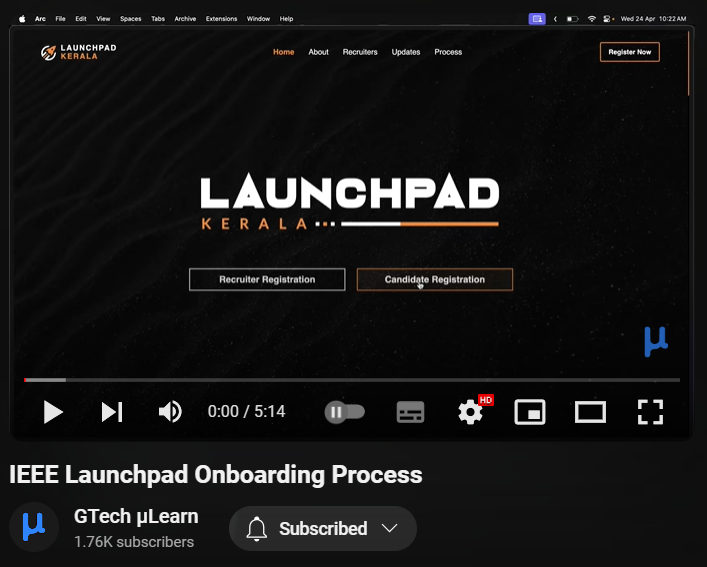 Arc File Edit View Spaces Tabs Archive Extensions Window Help Wed 24 Apr 10:22 AM
LAUNCHPAD
KERALA
Home About Recruiters Updates Process Register Now
LAUNCHPAD
KERALA
Recruiter Registration Candidate Registration
µ
0:00 / 5:14 HD
IEEE Launchpad Onboarding Process
µ
GTech µLearn
1.76K subscribers
Subscribed